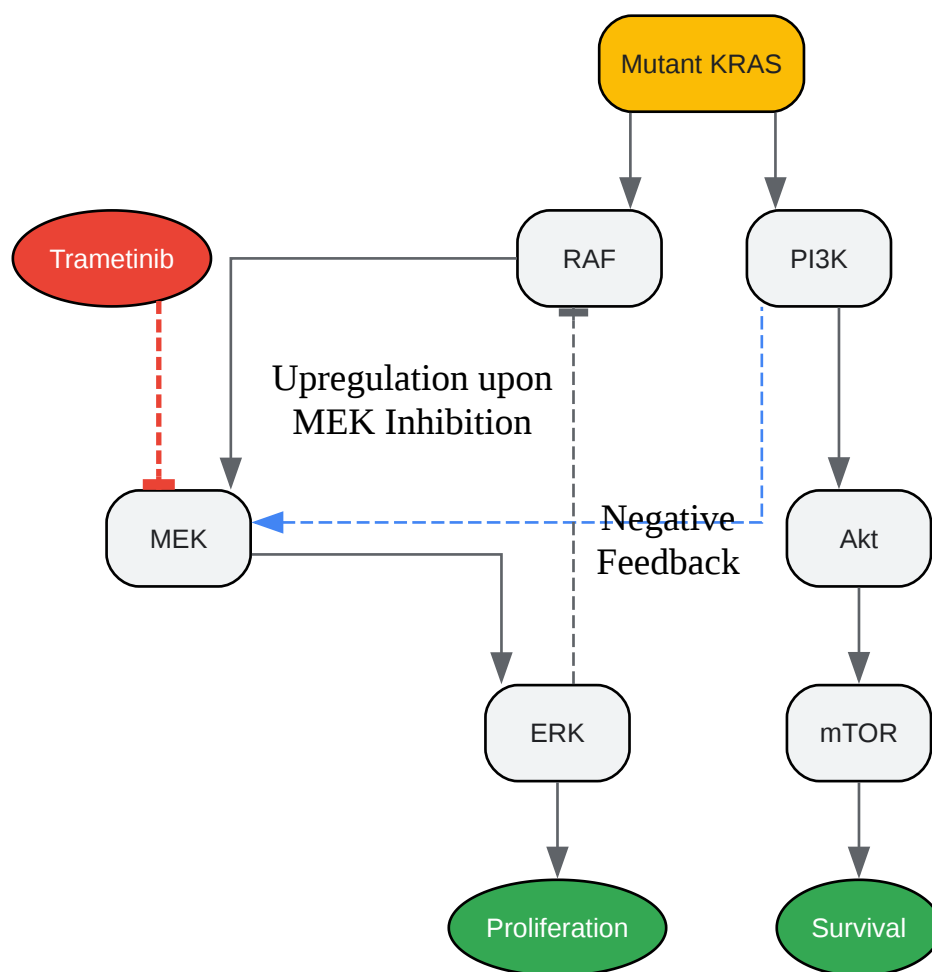 Mutant KRAS
Trametinib
RAF
PI3K
Upregulation upon
MEK Inhibition
MEK
Negative
Feedback
Akt
ERK
mTOR
Proliferation
Survival